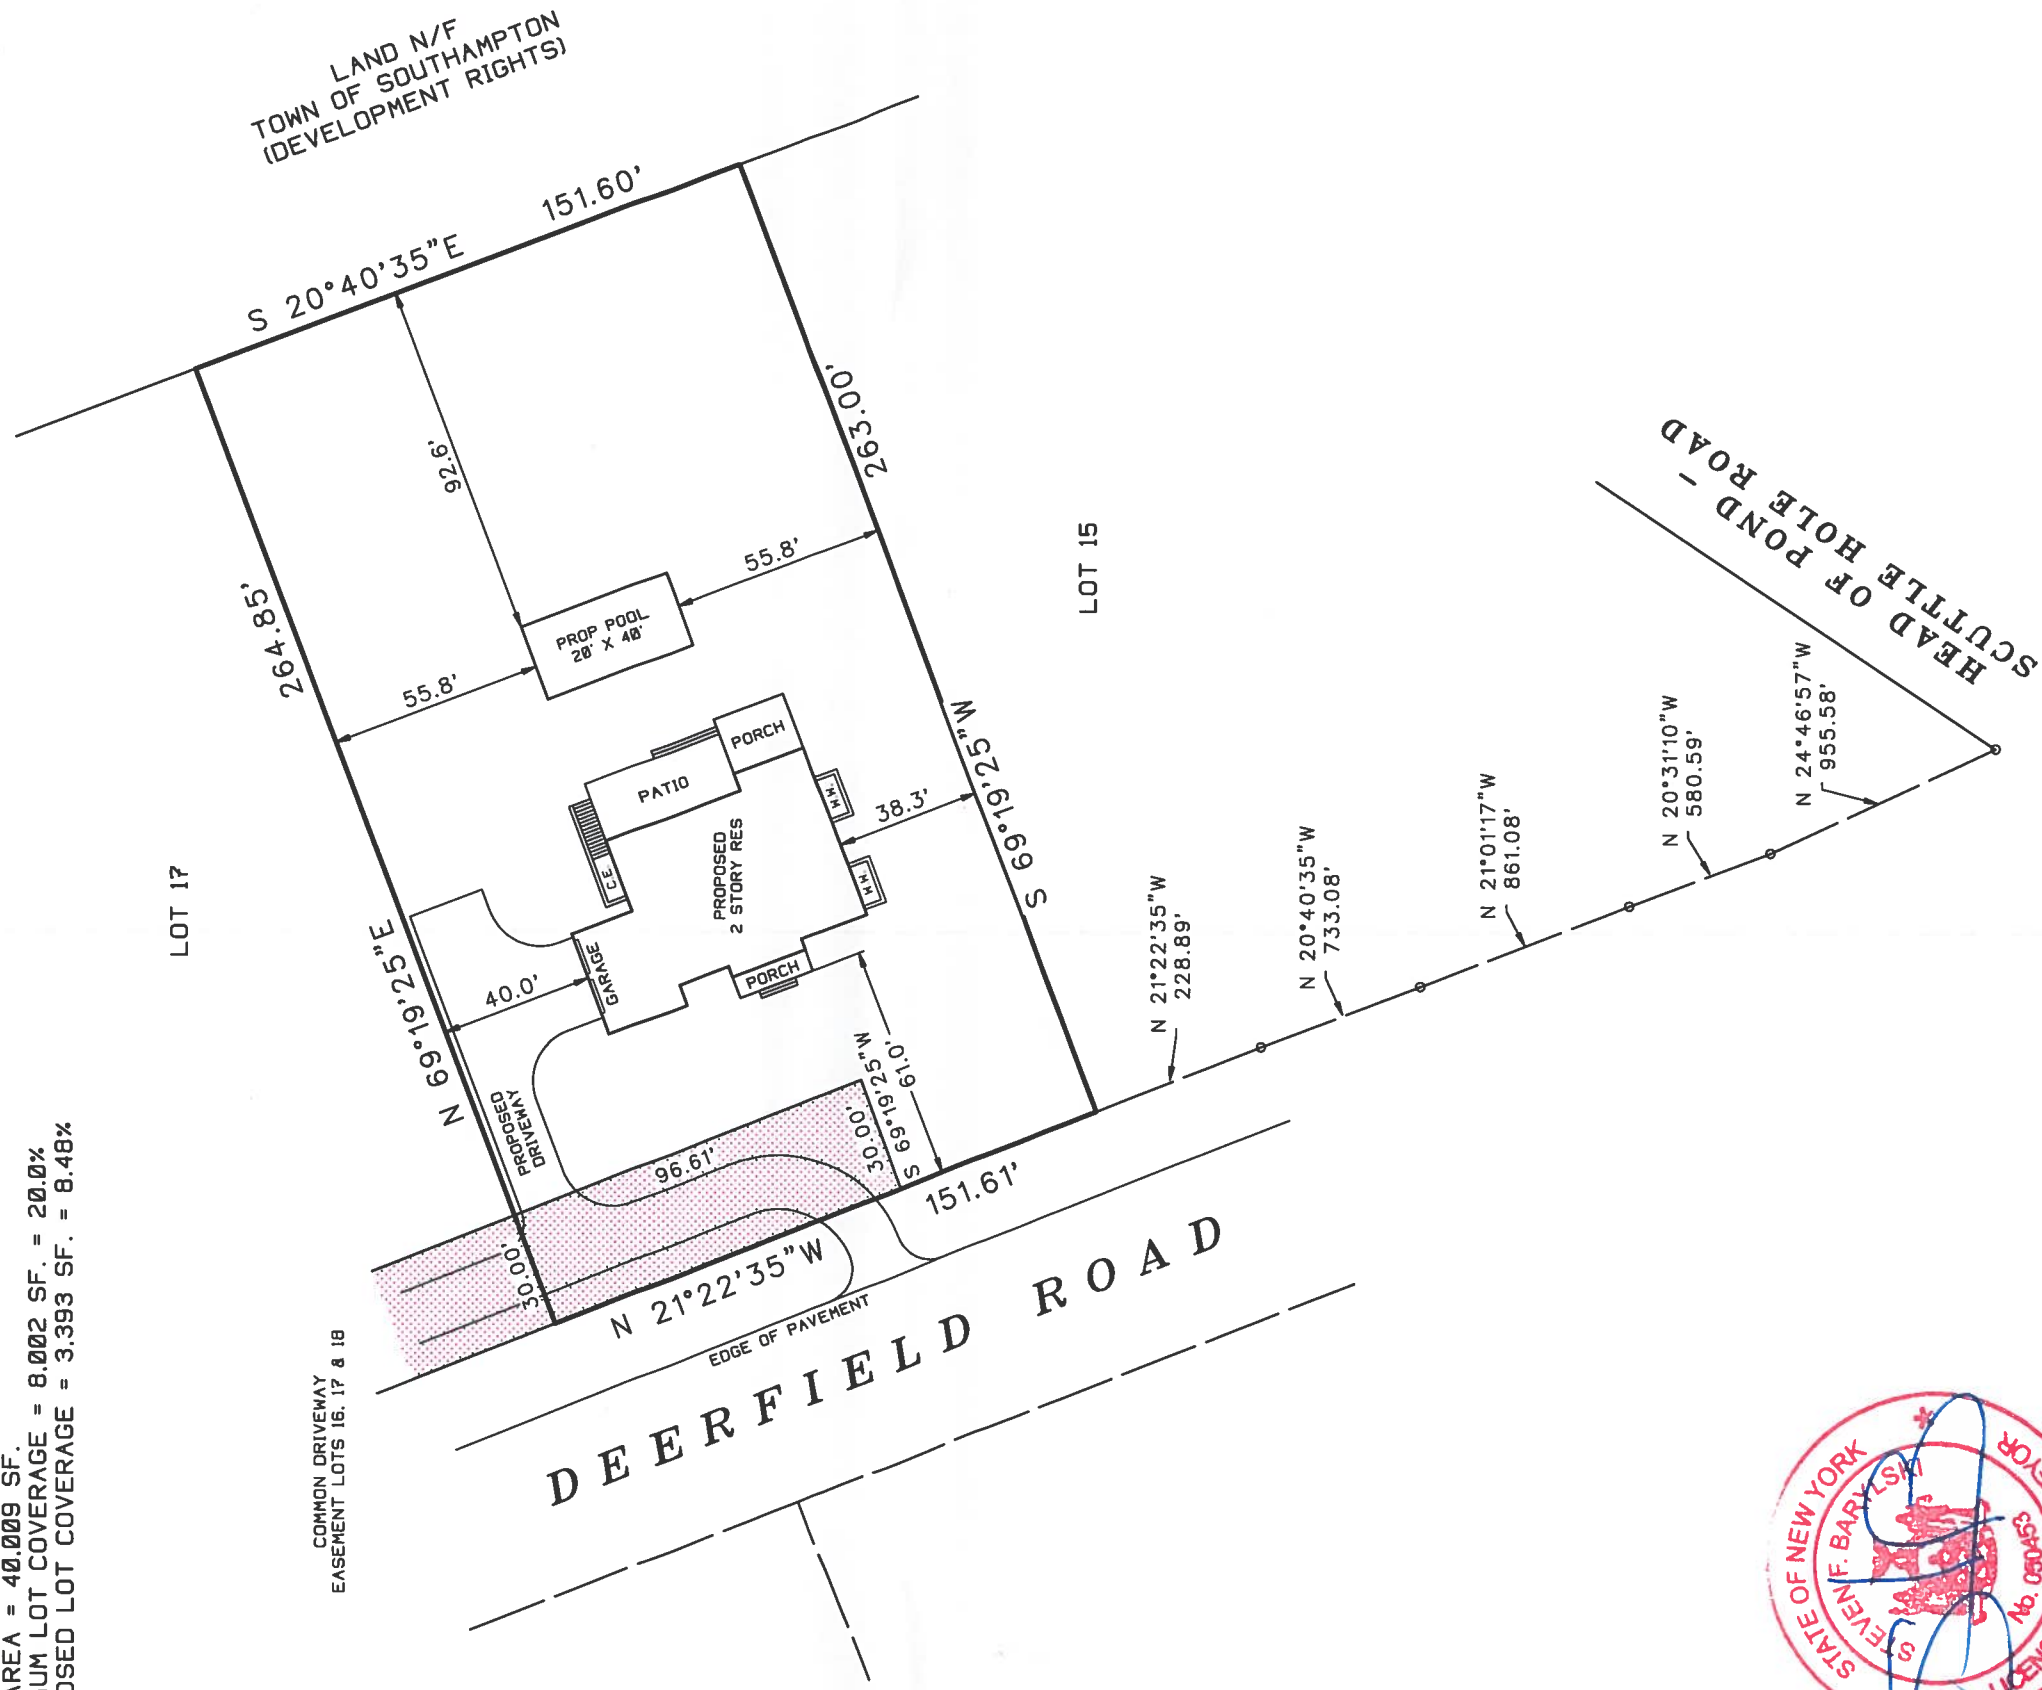 LAND N/F
TOWN OF SOUTHAMPTON
(DEVELOPMENT RIGHTS)
S 20°40'35"E 151.60'
264.85'
N 69°19'25"E
263.00'
S 69°19'25"W
92.6'
55.8'
55.8'
PROP POOL
20' X 40'
LOT 17
LOT 15
PORCH
PATIO
C.E.
PROPOSED
2 STORY RES
W.W.
W.W.
38.3'
GARAGE
40.0'
PORCH
61.0'
PROPOSED
DRIVEWAY
96.61'
30.00'
S 69°19'25"W
30.00'
N 21°22'35"W 151.61'
EDGE OF PAVEMENT
DEERFIELD ROAD
COMMON DRIVEWAY
EASEMENT LOTS 16, 17 & 18
AREA = 40,009 SF.
UM LOT COVERAGE = 8,002 SF. = 20.0%
OSED LOT COVERAGE = 3,393 SF. = 8.48%
N 21°22'35"W
228.89'
N 20°40'35"W
733.08'
N 21°01'17"W
861.08'
N 20°31'10"W
580.59'
N 24°46'57"W
955.58'
HEAD OF POND -
SCUTTLE HOLE ROAD
STATE OF NEW YORK
STEVEN F. BARYLSKI
No. 050453